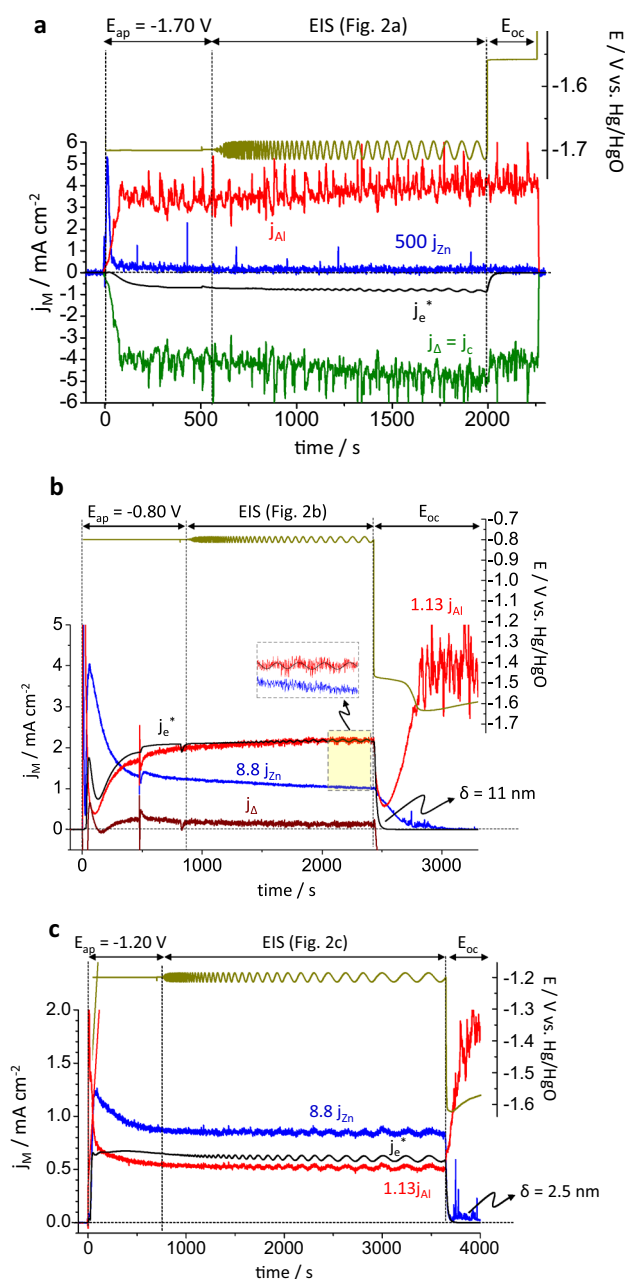 a
E_ap = -1.70 V
EIS (Fig. 2a)
E_oc
-1.6
-1.7
E / V vs. Hg/HgO
6
5
4
3
2
1
0
-1
-2
-3
-4
-5
-6
j_M / mA cm⁻²
j_Al
500 j_Zn
j_e*
j_Δ = j_c
0
500
1000
1500
2000
time / s
b
E_ap = -0.80 V
EIS (Fig. 2b)
E_oc
-0.7
-0.8
-0.9
-1.0
-1.1
-1.2
-1.3
-1.4
-1.5
-1.6
-1.7
E / V vs. Hg/HgO
1.13 j_Al
5
4
3
2
1
0
j_M / mA cm⁻²
j_e*
8.8 j_Zn
j_Δ
δ = 11 nm
0
1000
2000
3000
time / s
c
E_ap = -1.20 V
EIS (Fig. 2c)
E_oc
-1.2
-1.3
-1.4
-1.5
-1.6
E / V vs. Hg/HgO
2.0
1.5
1.0
0.5
0.0
j_M / mA cm⁻²
8.8 j_Zn
j_e*
1.13j_Al
δ = 2.5 nm
0
1000
2000
3000
4000
time / s